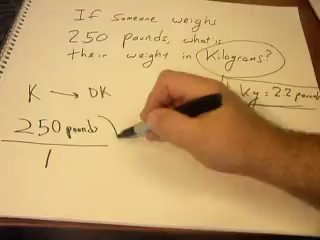 If someone weighs
250 pounds, what is
their weight in Kilograms?
1 Kg = 2.2 pounds
K → DK
250 pounds
1